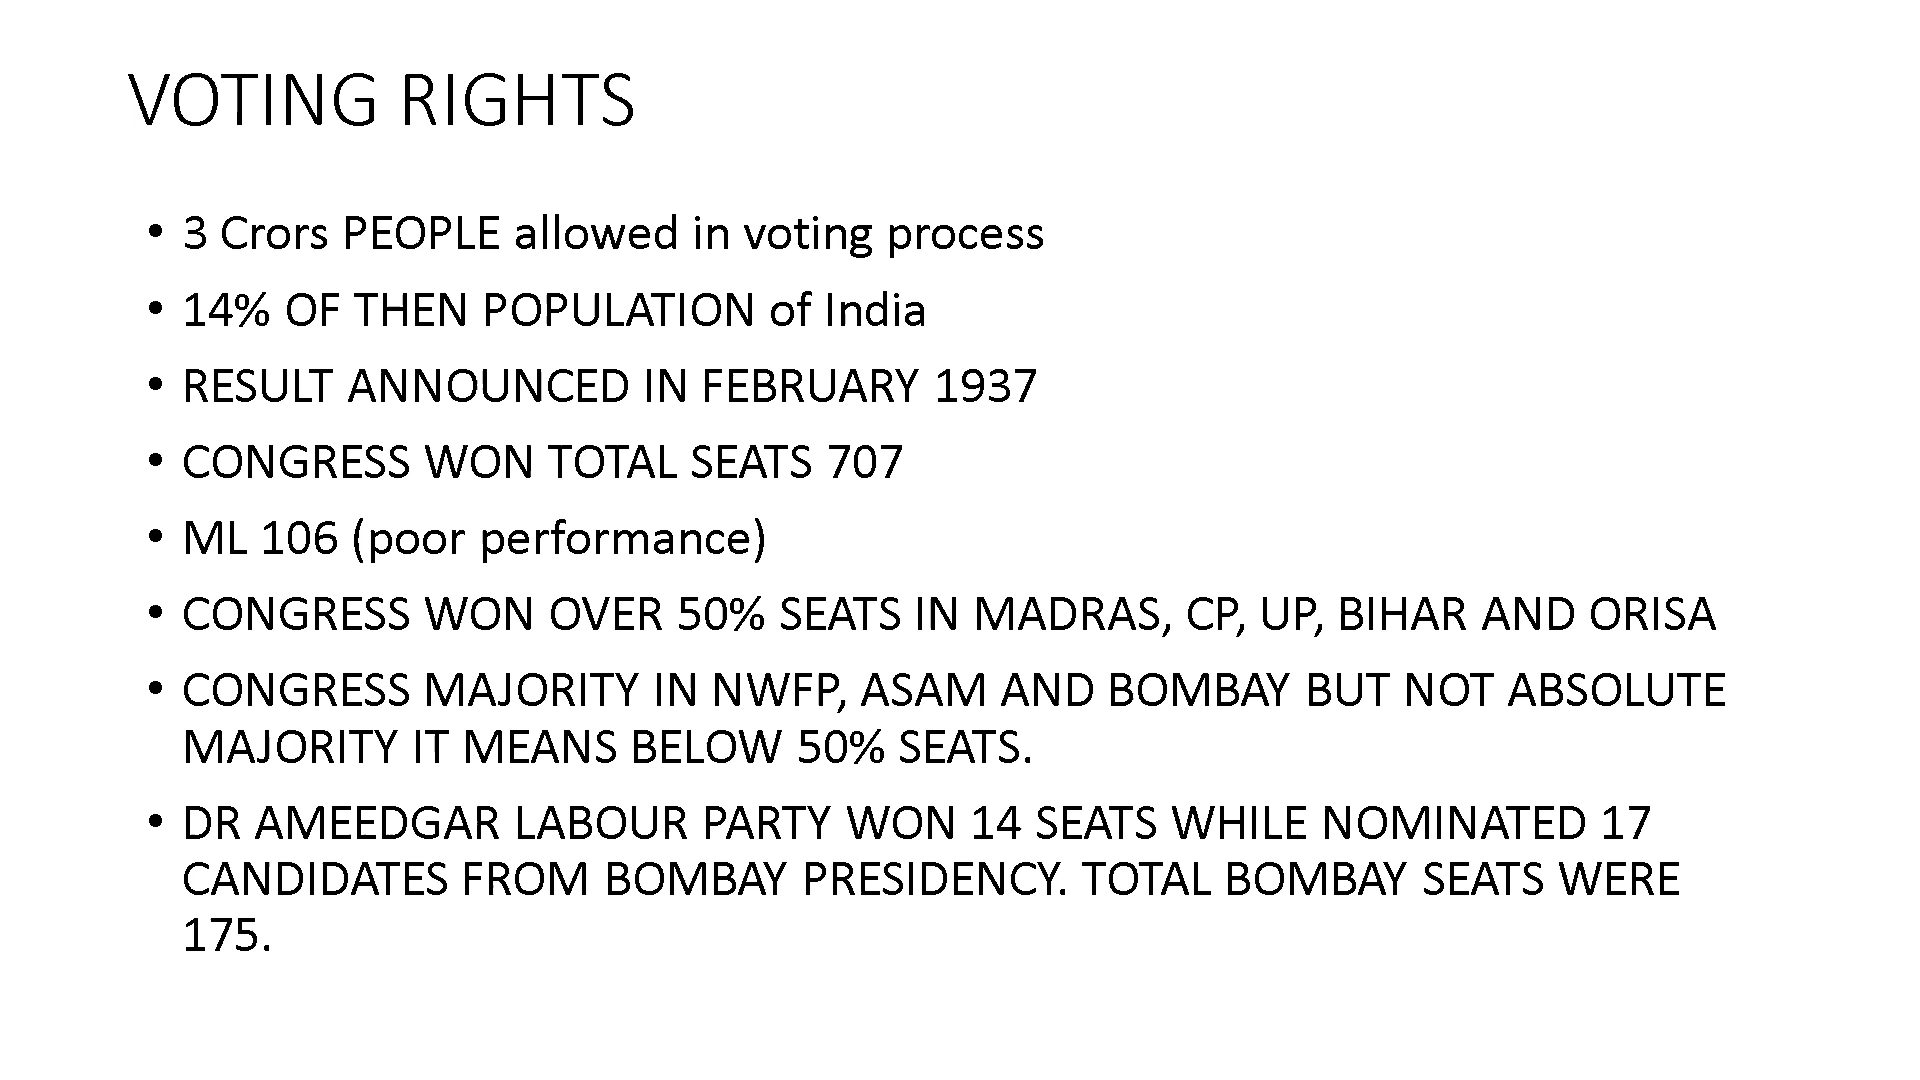 VOTING RIGHTS
• 3 Crors PEOPLE allowed in voting process
• 14% OF THEN POPULATION of India
• RESULT ANNOUNCED IN FEBRUARY 1937
• CONGRESS WON TOTAL SEATS 707
• ML 106 (poor performance)
• CONGRESS WON OVER 50% SEATS IN MADRAS, CP, UP, BIHAR AND ORISA
• CONGRESS MAJORITY IN NWFP, ASAM AND BOMBAY BUT NOT ABSOLUTE
MAJORITY IT MEANS BELOW 50% SEATS.
• DR AMEEDGAR LABOUR PARTY WON 14 SEATS WHILE NOMINATED 17
CANDIDATES FROM BOMBAY PRESIDENCY. TOTAL BOMBAY SEATS WERE
175.